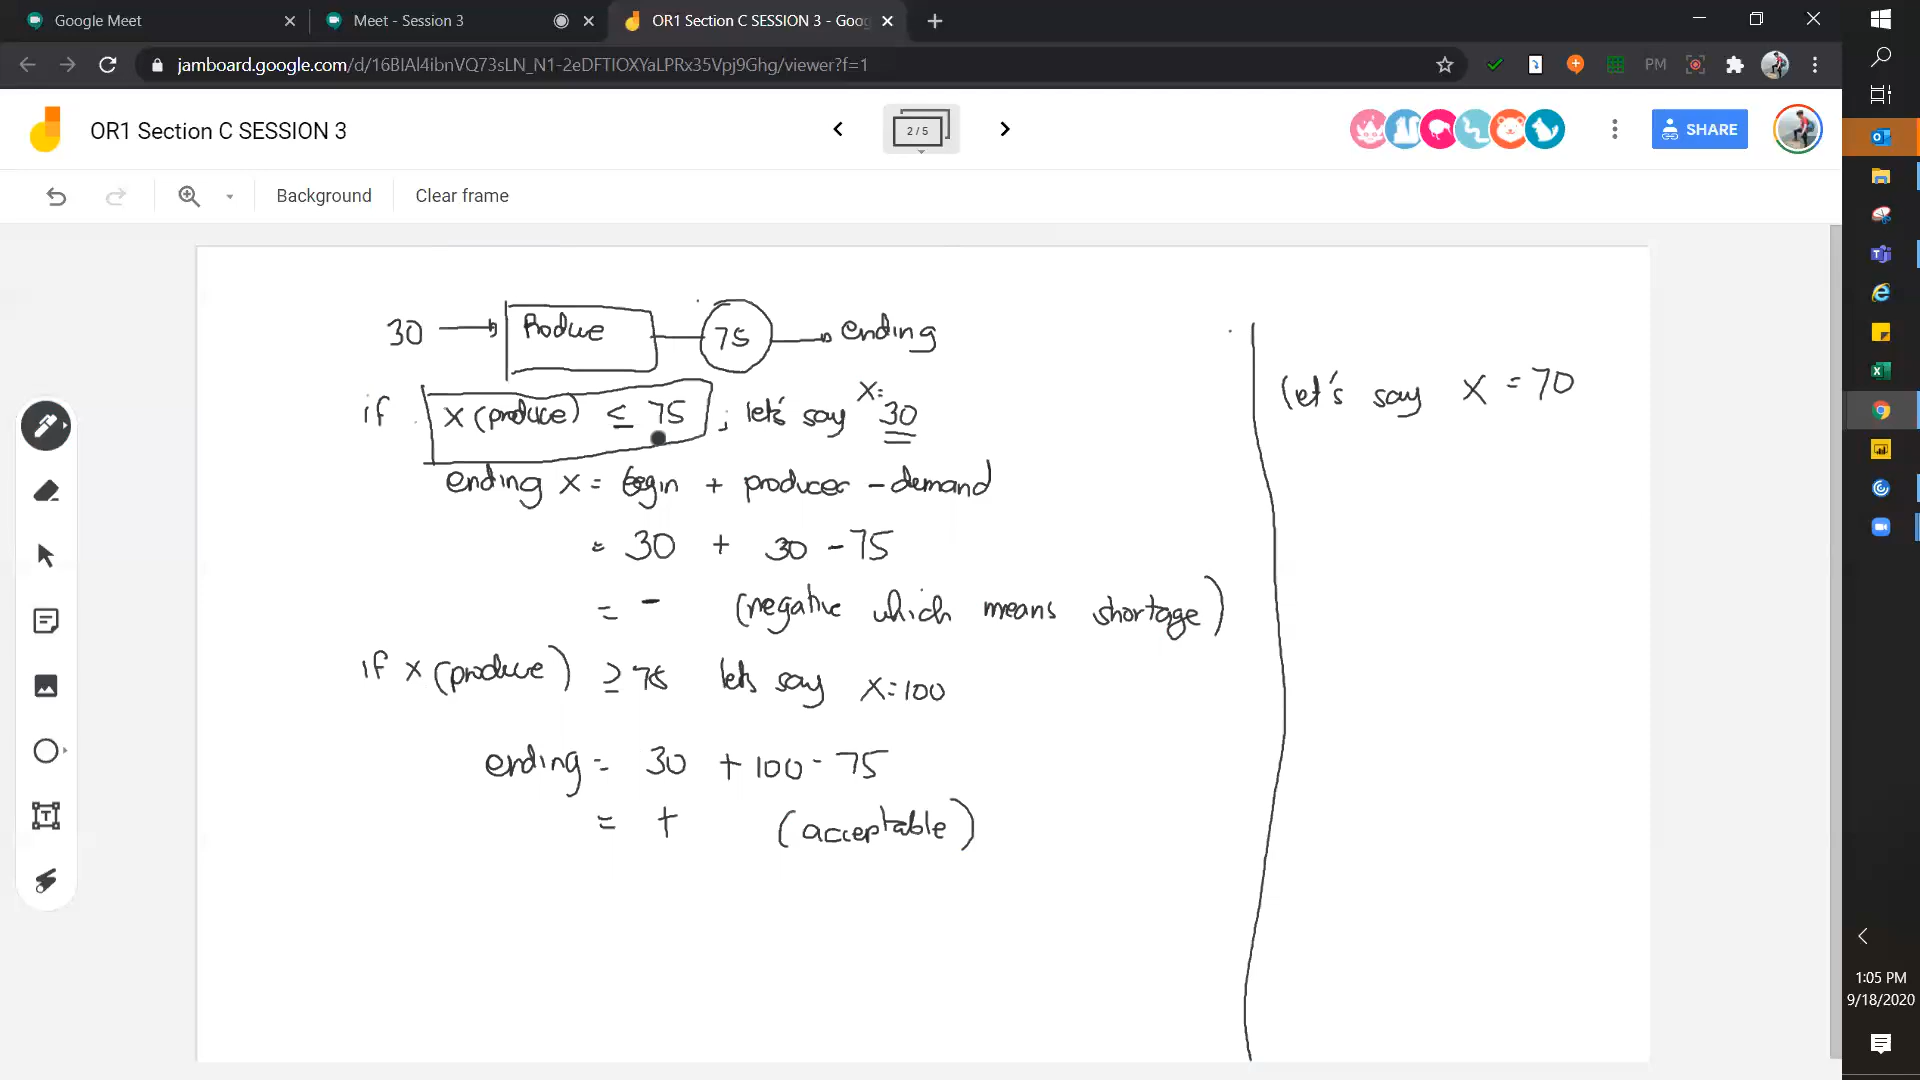 Google Meet
Meet - Session 3
OR1 Section C SESSION 3 - Goog
jamboard.google.com/d/16BIAl4ibnVQ73sLN_N1-2eDFTIOXYaLPRx35Vpj9Ghg/viewer?f=1
PM
OR1 Section C SESSION 3
2 / 5
SHARE
Background
Clear frame
30 Produce 75 ending
if x (produce) ≤ 75 ; let's say x= 30
ending x = begin + producer - demand
= 30 + 30 - 75
= - (negative which means shortage)
if x (produce) ≥ 75 lets say x=100
ending = 30 + 100 - 75
= + (acceptable)
let's say x = 70
1:05 PM
9/18/2020